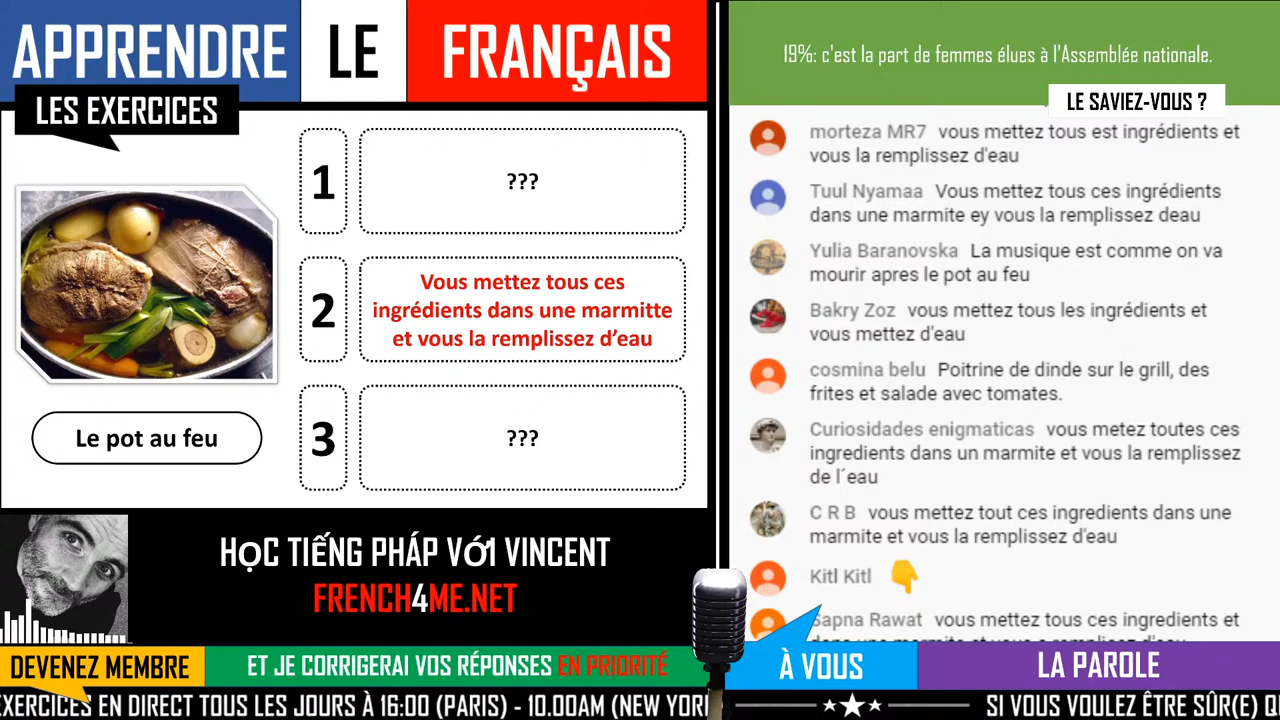 APPRENDRE LE FRANÇAIS
LES EXERCICES
1
???
2
Vous mettez tous ces
ingrédients dans une marmitte
et vous la remplissez d’eau
3
???
Le pot au feu
HỌC TIẾNG PHÁP VỚI VINCENT
FRENCH4ME.NET
DEVENEZ MEMBRE
ET JE CORRIGERAI VOS RÉPONSES EN PRIORITÉ
EXERCICES EN DIRECT TOUS LES JOURS À 16:00 (PARIS) - 10.00AM (NEW YOR
19%: c'est la part de femmes élues à l'Assemblée nationale.
LE SAVIEZ-VOUS ?
morteza MR7 vous mettez tous est ingrédients et
vous la remplissez d'eau
Tuul Nyamaa Vous mettez tous ces ingrédients
dans une marmite ey vous la remplissez deau
Yulia Baranovska La musique est comme on va
mourir apres le pot au feu
Bakry Zoz vous mettez tous les ingrédients et
vous mettez d'eau
cosmina belu Poitrine de dinde sur le grill, des
frites et salade avec tomates.
Curiosidades enigmaticas vous metez toutes ces
ingredients dans un marmite et vous la remplissez
de l´eau
C R B vous mettez tout ces ingredients dans une
marmite et vous la remplissez d'eau
Kitl Kitl
Sapna Rawat vous mettez tous ces ingrédients et
À VOUS
LA PAROLE
SI VOUS VOULEZ ÊTRE SÛR(E) Q